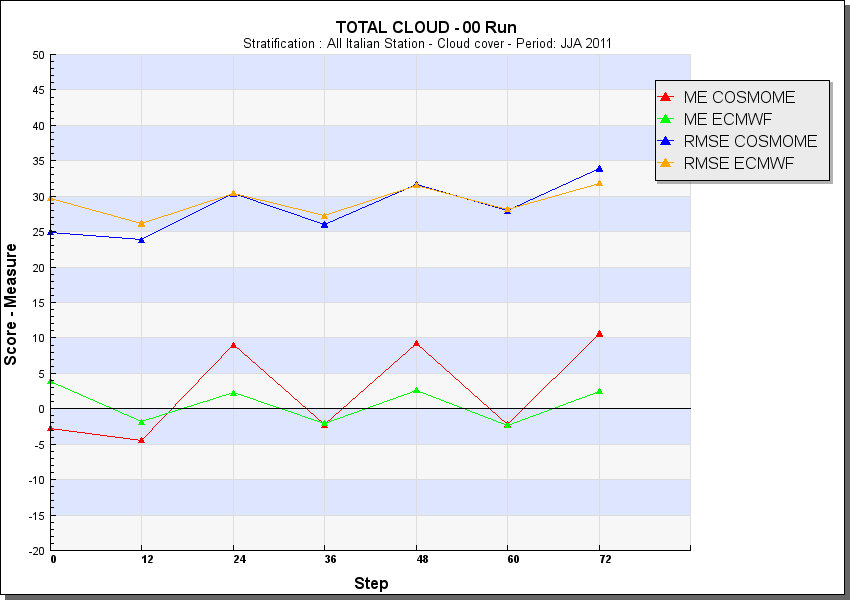 TOTAL CLOUD - 00 Run
Stratification : All Italian Station - Cloud cover - Period: JJA 2011
ME COSMOME
ME ECMWF
RMSE COSMOME
RMSE ECMWF
Score - Measure
50
45
40
35
30
25
20
15
10
5
0
-5
-10
-15
-20
0 12 24 36 48 60 72
Step